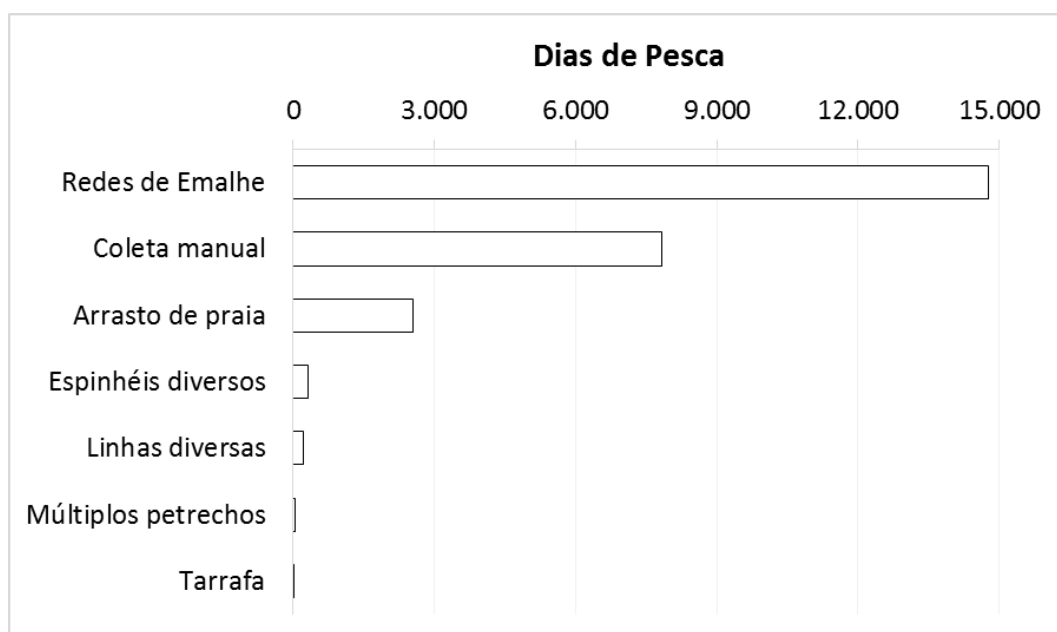 Dias de Pesca
0 3.000 6.000 9.000 12.000 15.000
Redes de Emalhe
Coleta manual
Arrasto de praia
Espinhéis diversos
Linhas diversas
Múltiplos petrechos
Tarrafa